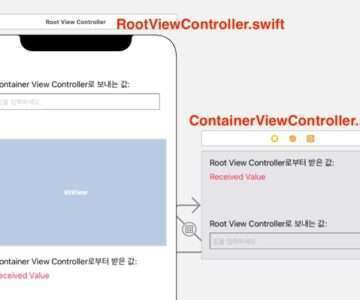 Root View Controller
RootViewController.swift
ontainer View Controller로 보내는 값:
값을 입력하세요
UIView
ontainer View Controller로부터 받은 값:
eceived Value
ContainerViewController.
Root View Controller로부터 받은 값:
Received Value
Root View Controller로 보내는 값:
값을 입력하세요